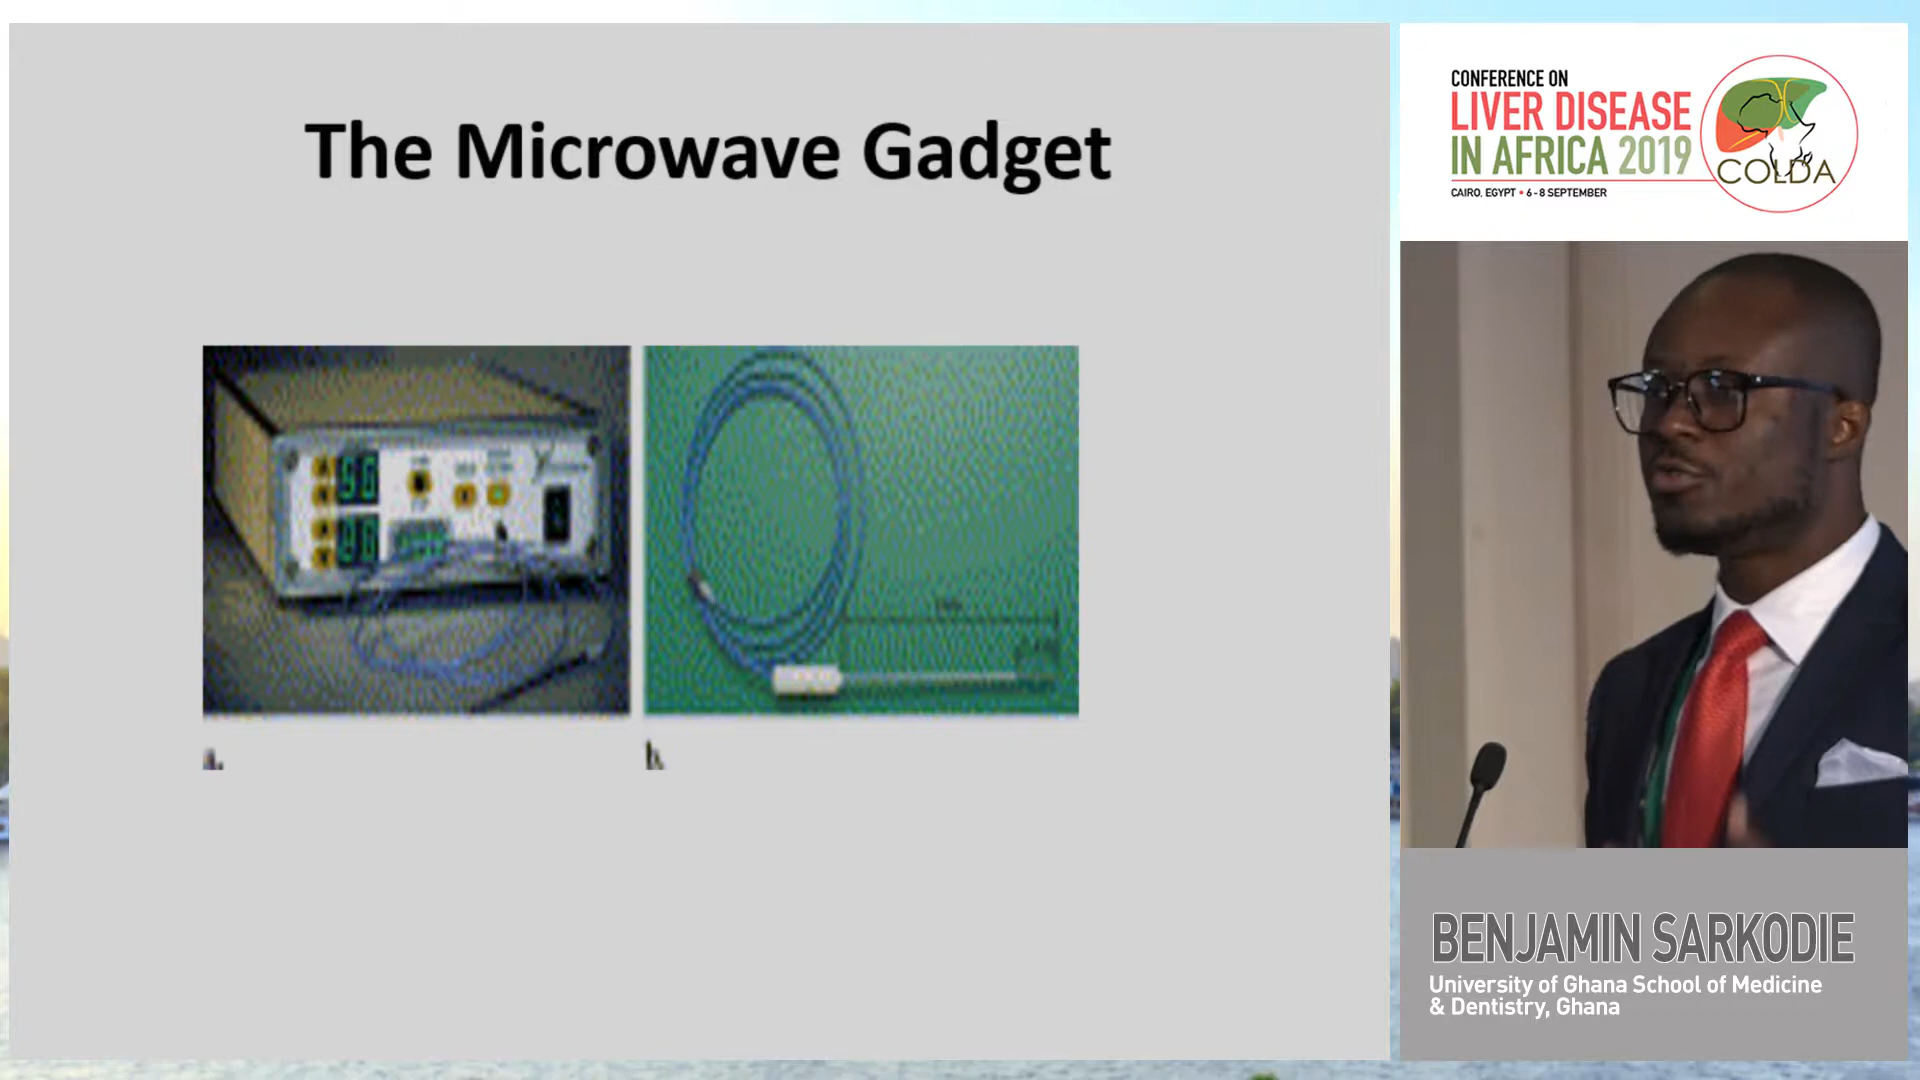 The Microwave Gadget
a.
b.
CONFERENCE ON
LIVER DISEASE
IN AFRICA 2019
CAIRO, EGYPT • 6 - 8 SEPTEMBER
COLDA
BENJAMIN SARKODIE
University of Ghana School of Medicine
& Dentistry, Ghana